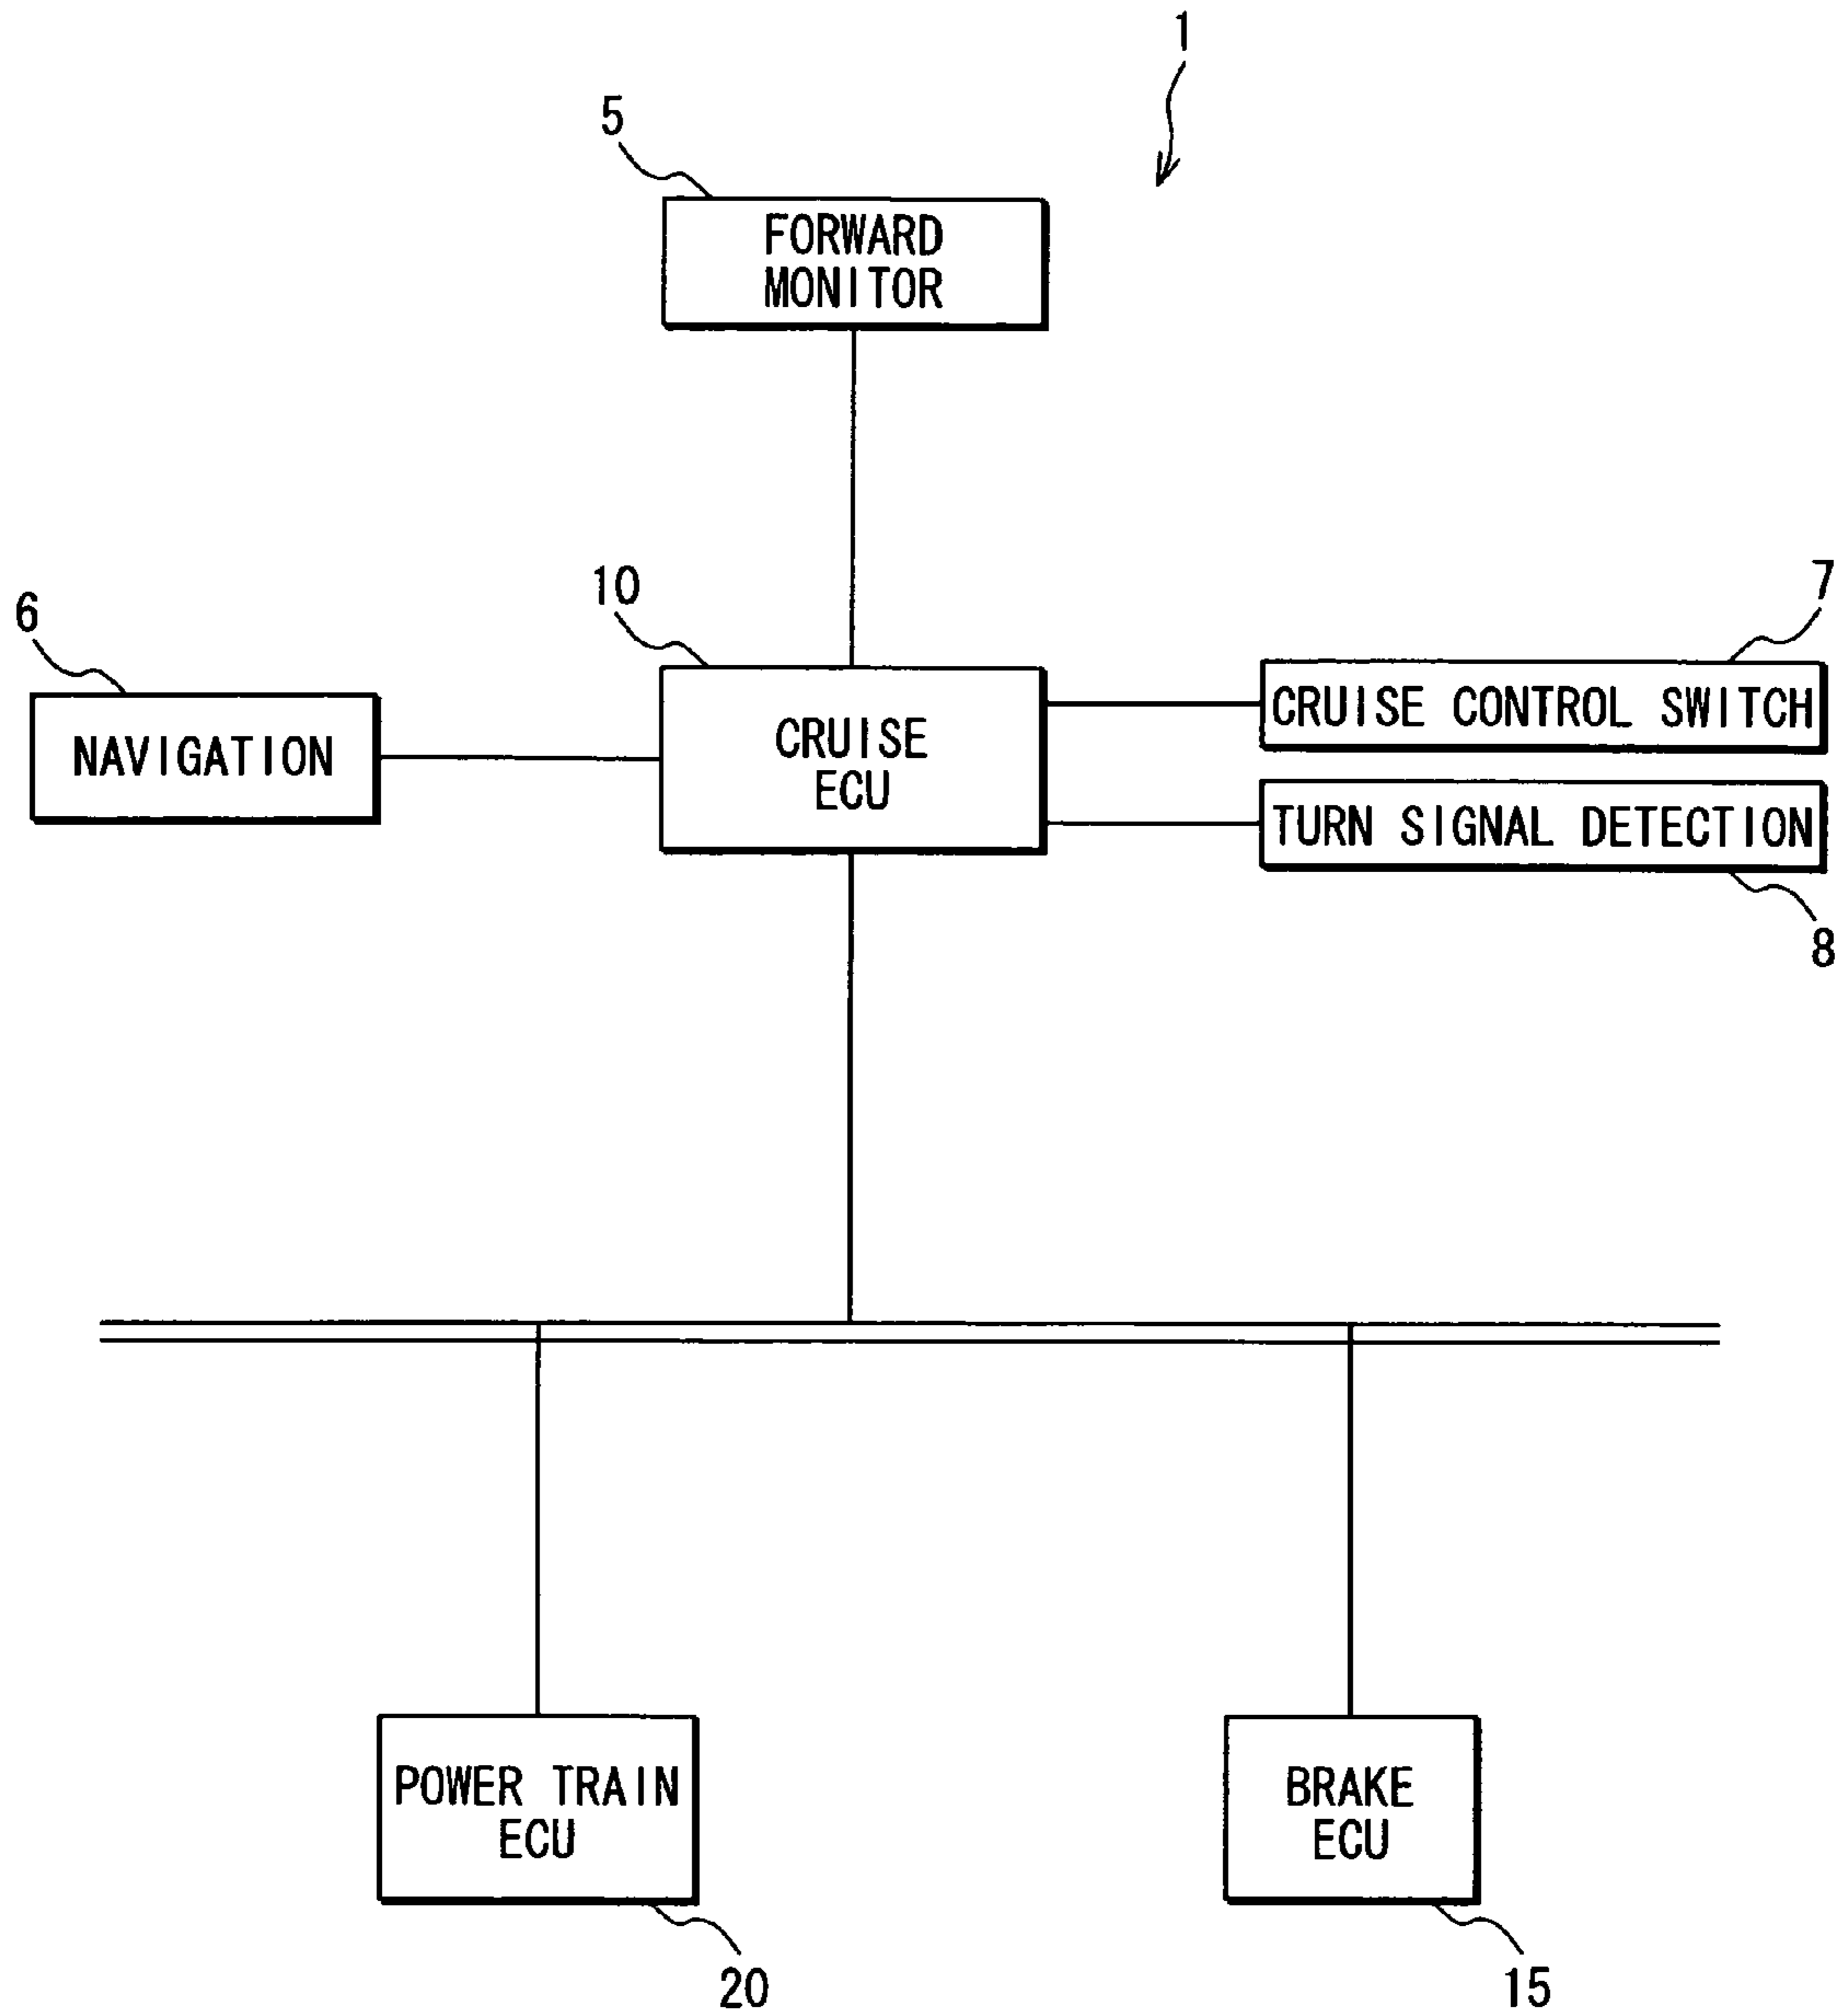 1
5
FORWARD
MONITOR
10
7
6
CRUISE CONTROL SWITCH
NAVIGATION
CRUISE
ECU
TURN SIGNAL DETECTION
8
POWER TRAIN
ECU
BRAKE
ECU
20
15